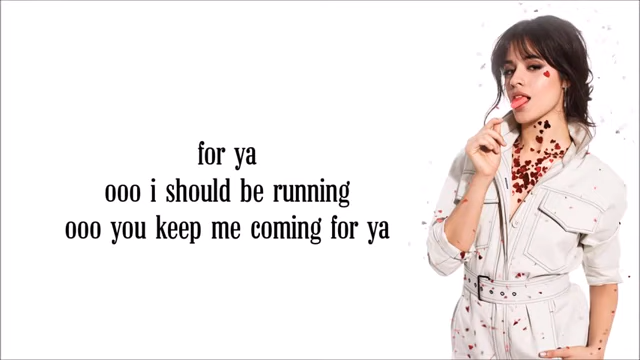 for ya
ooo i should be running
ooo you keep me coming for ya